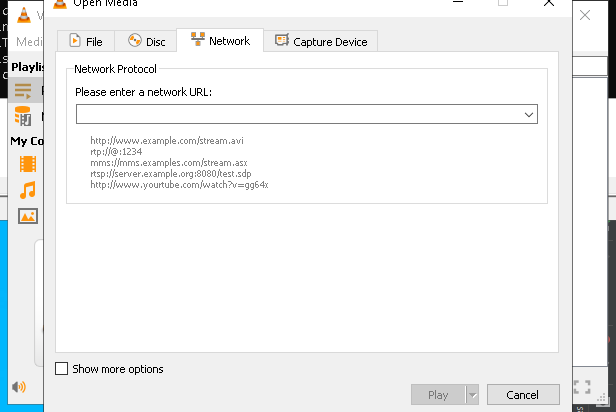 Open Media
Medi
File
Disc
Network
Capture Device
Playlis
Network Protocol
Please enter a network URL:
http://www.example.com/stream.avi
rtp://@:1234
mms://mms.examples.com/stream.asx
rtsp://server.example.org:8080/test.sdp
http://www.yourtube.com/watch?v=gg64x
My Co
Show more options
Play
Cancel